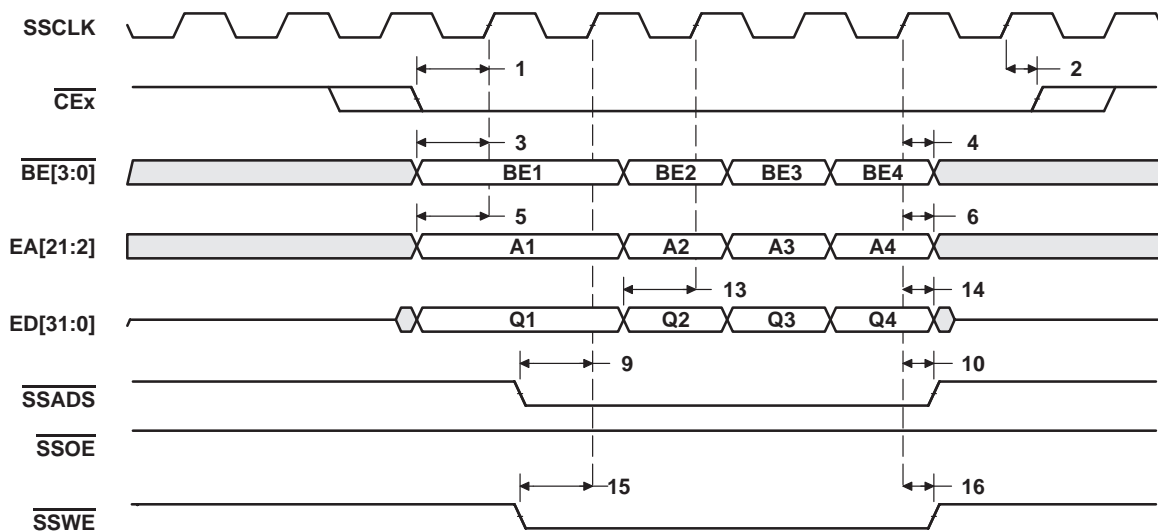 SSCLK
1
2
CEx
3
4
BE[3:0]
BE1
BE2
BE3
BE4
5
6
EA[21:2]
A1
A2
A3
A4
13
14
ED[31:0]
Q1
Q2
Q3
Q4
9
10
SSADS
SSOE
15
16
SSWE